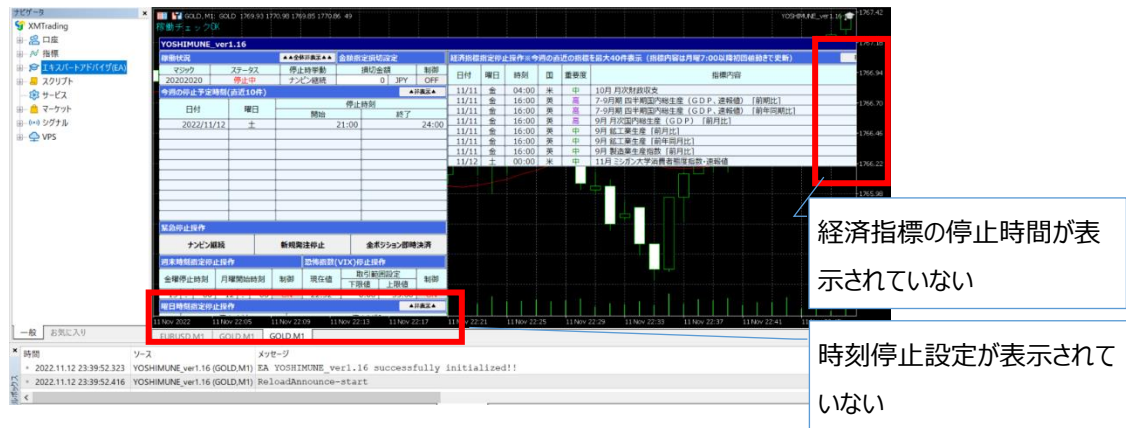 ナビゲータ
XMTrading
口座
指標
エキスパートアドバイザ(EA)
スクリプト
サービス
マーケット
シグナル
VPS
一般 お気に入り
GOLD, M1: GOLD 1769.93 1770.98 1769.85 1770.86 49
稼動チェックOK
YOSHIMUNE_ver1.16
1767.42
YOSHIMUNE_ver1.16
稼働状況 ▲▲全体非表示▲▲ 金額指定損切設定
マジック ステータス 停止時挙動 損切金額 制御
20202020 停止中 ナンピン継続 0 JPY OFF
今週の停止予定時刻(直近10件) ▲非表示▲
日付 曜日 停止時刻
開始 終了
2022/11/12 土 21:00 24:00
緊急停止操作
ナンピン継続 新規発注停止 全ポジション即時決済
週末時刻指定停止操作 恐怖指数(VIX)停止操作
金曜停止時刻 月曜開始時刻 制御 現在値 取引範囲設定 制御
下限値 上限値
曜日時刻指定停止操作 ▲非表示▲
経済指標指定停止操作※今週の直近の指標を最大40件表示（指標内容は月曜7:00以降初回稼動きで更新）
日付 曜日 時刻 国 重要度 指標内容
11/11 金 04:00 米 中 10月 月次財政収支
11/11 金 16:00 英 高 7-9月期 四半期国内総生産（GDP、速報値）［前期比］
11/11 金 16:00 英 高 7-9月期 四半期国内総生産（GDP、速報値）［前年同期比］
11/11 金 16:00 英 高 9月 月次国内総生産（GDP）［前月比］
11/11 金 16:00 英 中 9月 鉱工業生産［前月比］
11/11 金 16:00 英 中 9月 鉱工業生産［前年同月比］
11/11 金 16:00 英 中 9月 製造業生産指数［前月比］
11/12 土 00:00 米 中 11月 ミシガン大学消費者態度指数・速報値
1767.18
1766.94
1766.70
1766.46
1766.22
1765.98
11 Nov 2022 11 Nov 22:05 11 Nov 22:09 11 Nov 22:13 11 Nov 22:17 11 Nov 22:21 11 Nov 22:25 11 Nov 22:29 11 Nov 22:33 11 Nov 22:37 11 Nov 22:41
EURUSD,M1 GOLD,M1 GOLD,M1
経済指標の停止時間が表
示されていない
時刻停止設定が表示されて
いない
時間 ソース メッセージ
2022.11.12 23:39:52.323 YOSHIMUNE_ver1.16 (GOLD,M1) EA YOSHIMUNE_ver1.16 successfully initialized!!
2022.11.12 23:39:52.416 YOSHIMUNE_ver1.16 (GOLD,M1) ReloadAnnounce-start